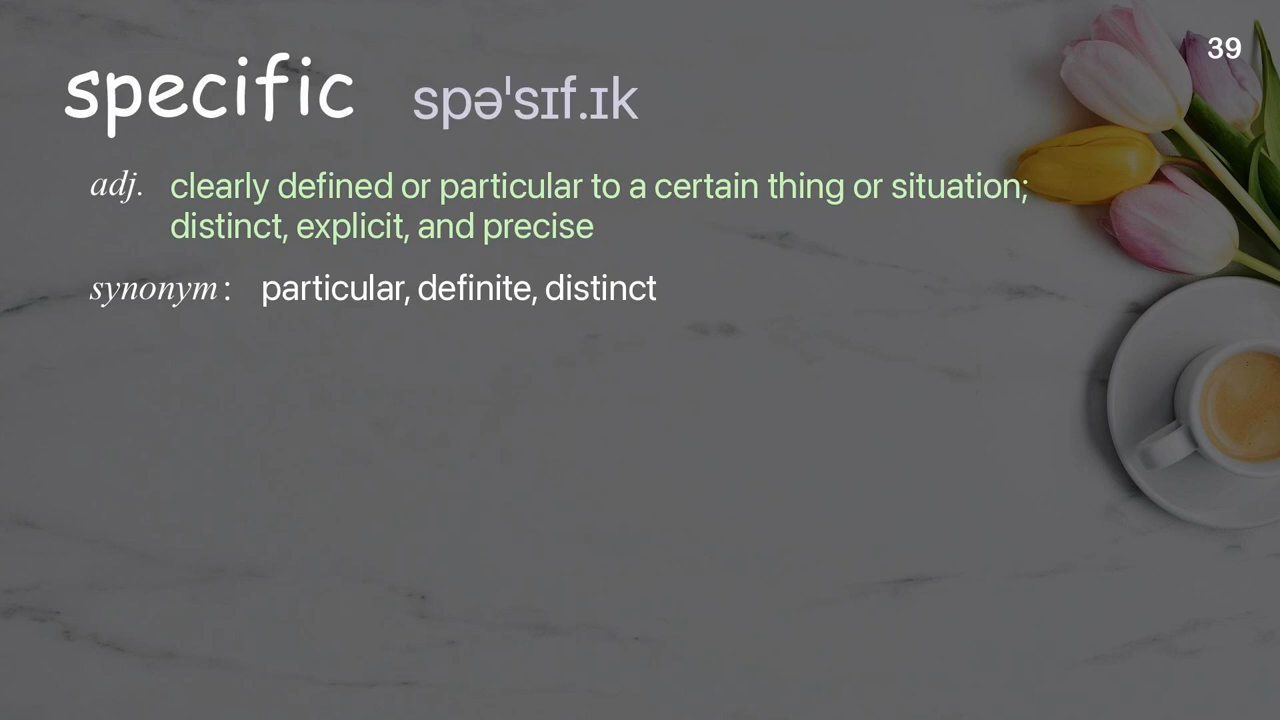 39
specific spəˈsɪf.ɪk
adj. clearly defined or particular to a certain thing or situation;
distinct, explicit, and precise
synonym: particular, definite, distinct